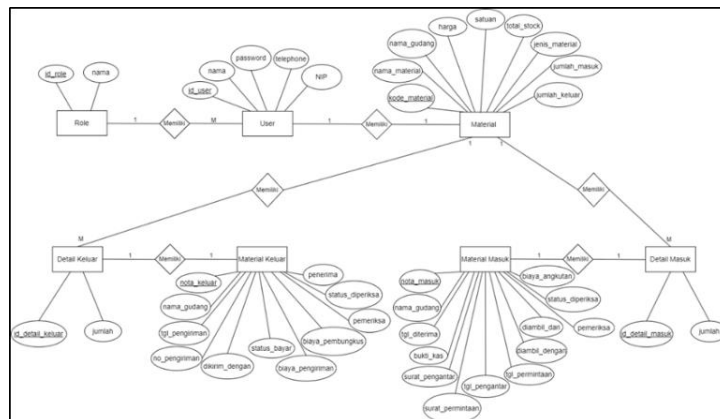 harga
satuan
total_stock
nama_gudang
jenis_material
password
telephone
nama
nama_material
jumlah_masuk
id_role
nama
NIP
id_user
kode_material
jumlah_keluar
Role
1
Memiliki
M
User
1
Memiliki
1
Material
1
1
Memiliki
Memiliki
M
M
Detail Keluar
1
Memiliki
1
Material Keluar
Material Masuk
1
Memiliki
1
Detail Masuk
nota_keluar
penerima
nota_masuk
biaya_angkutan
nama_gudang
status_diperiksa
nama_gudang
status_diperiksa
tgl_pengiriman
pemeriksa
tgl_diterima
diambil_dari
pemeriksa
id_detail_keluar
jumlah
no_pengiriman
status_bayar
biaya_pembungkus
bukti_kas
diambil_dengan
id_detail_masuk
jumlah
dikirim_dengan
biaya_pengiriman
surat_pengantar
tgl_pengantar
tgl_permintaan
surat_permintaan